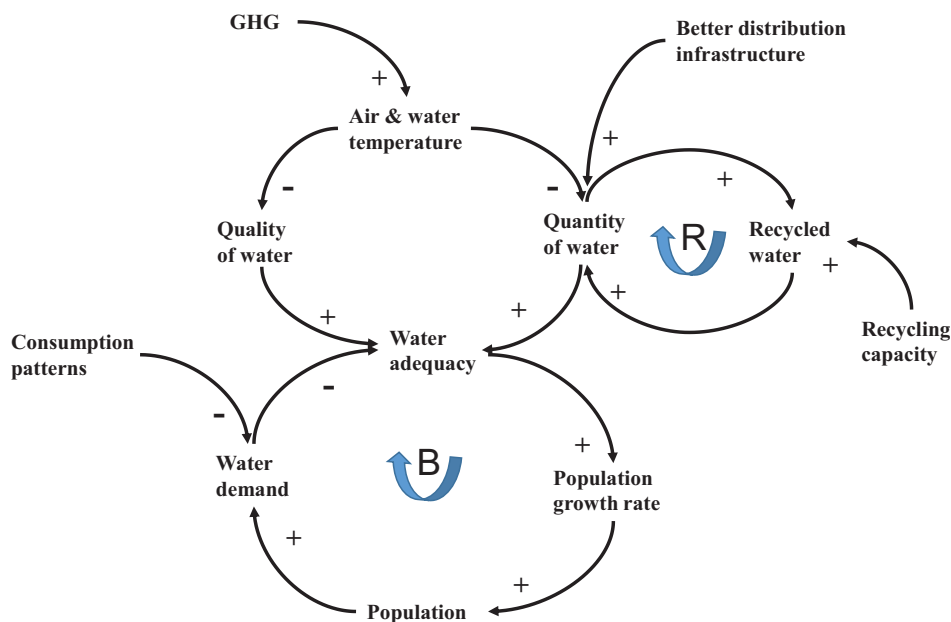 GHG
Better distribution
infrastructure
+
Air & water
temperature
+
-
-
+
Quality
of water
Quantity
of water
R
Recycled
water
+
+
+
+
Recycling
capacity
Consumption
patterns
Water
adequacy
-
-
+
Water
demand
B
Population
growth rate
+
+
Population